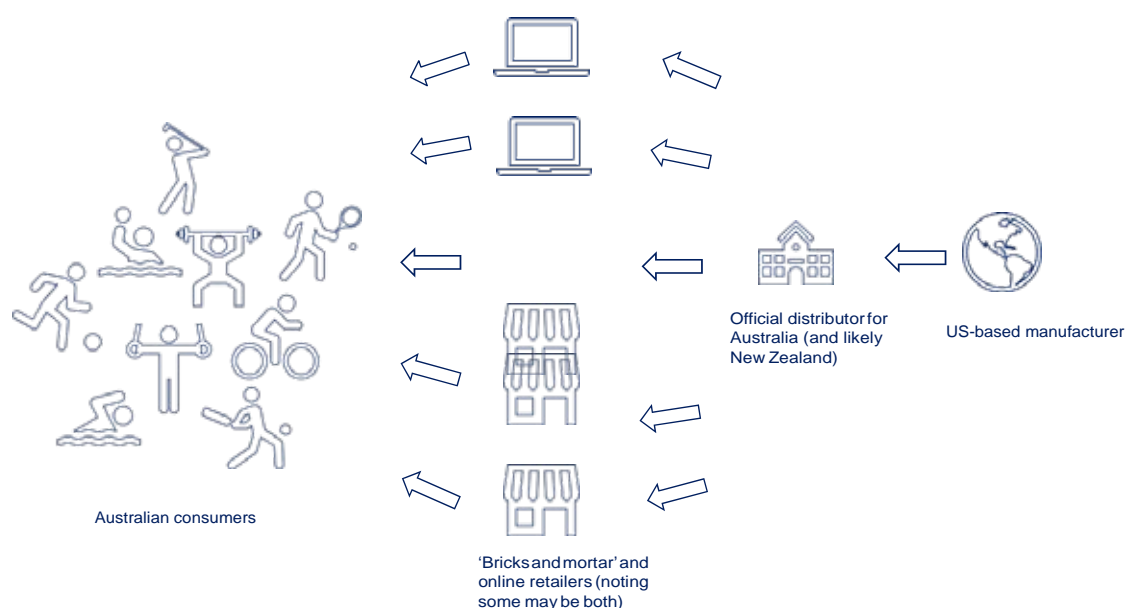 Official distributor for
Australia (and likely
New Zealand)
US-based manufacturer
Australian consumers
‘Bricks and mortar’ and
online retailers (noting
some may be both)